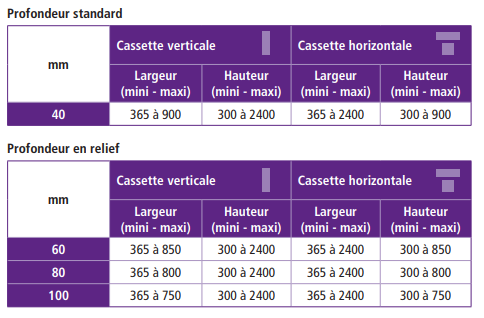 Profondeur standard
mm
Cassette verticale
Cassette horizontale
Largeur (mini - maxi)
Hauteur (mini - maxi)
Largeur (mini - maxi)
Hauteur (mini - maxi)
40 365 à 900 300 à 2400 365 à 2400 300 à 900
Profondeur en relief
mm
Cassette verticale
Cassette horizontale
Largeur (mini - maxi)
Hauteur (mini - maxi)
Largeur (mini - maxi)
Hauteur (mini - maxi)
60 365 à 850 300 à 2400 365 à 2400 300 à 850
80 365 à 800 300 à 2400 365 à 2400 300 à 800
100 365 à 750 300 à 2400 365 à 2400 300 à 750